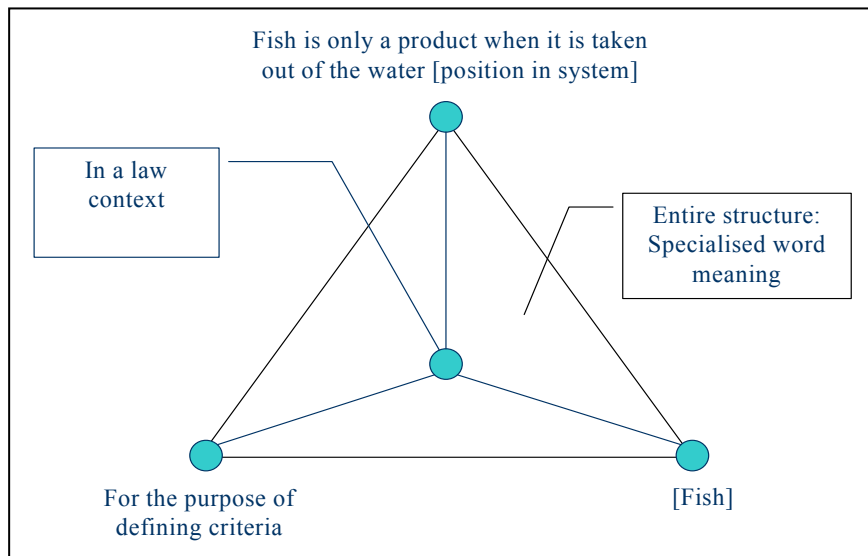 Fish is only a product when it is taken
out of the water [position in system]
In a law
context
Entire structure:
Specialised word
meaning
For the purpose of
defining criteria
[Fish]